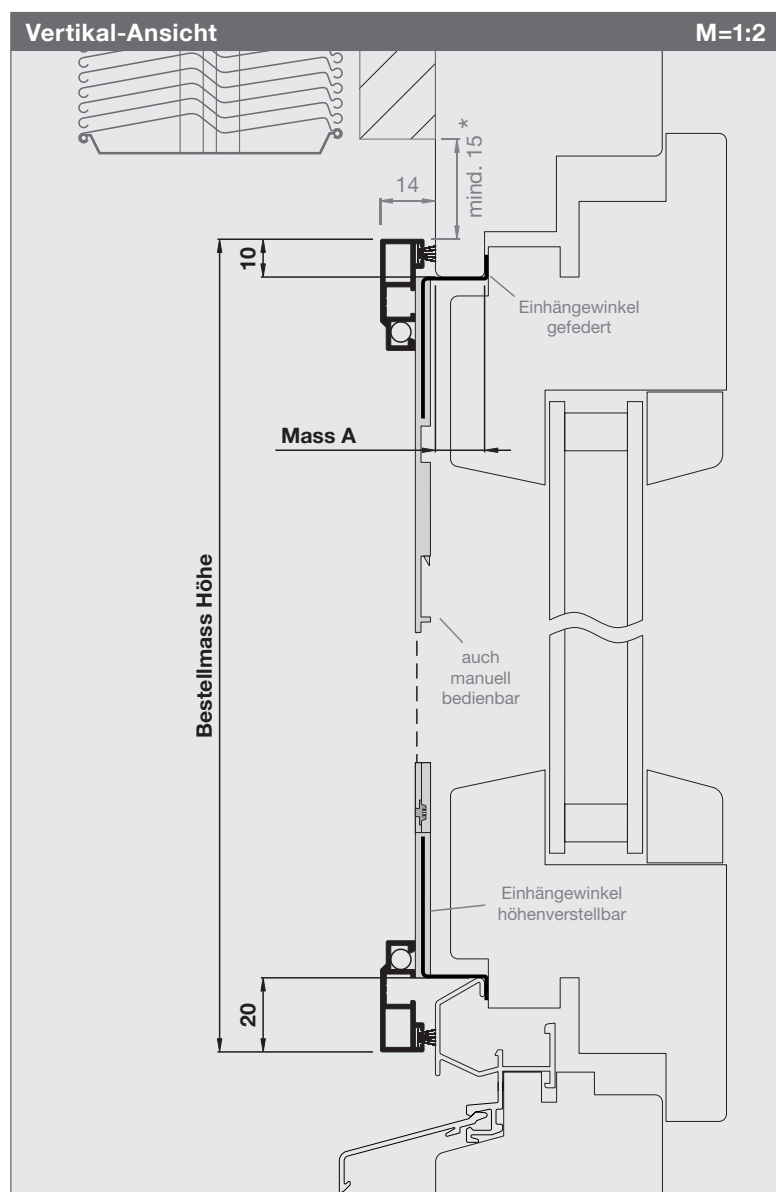 Vertikal-Ansicht M=1:2
mind. 15 *
14
10
Einhängewinkel
gefedert
Mass A
Bestellmass Höhe
auch
manuell
bedienbar
Einhängewinkel
höhenverstellbar
20